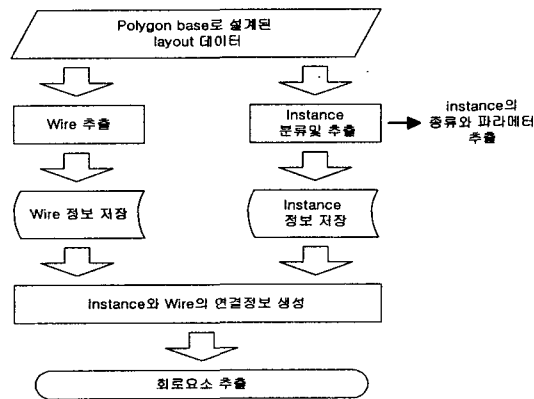 Polygon base로 설계된
layout 데이터
Wire 추출
Instance
분류및 추출
instance의
종류와 파라메터
추출
Wire 정보 저장
Instance
정보 저장
Instance와 Wire의 연결정보 생성
회로요소 추출